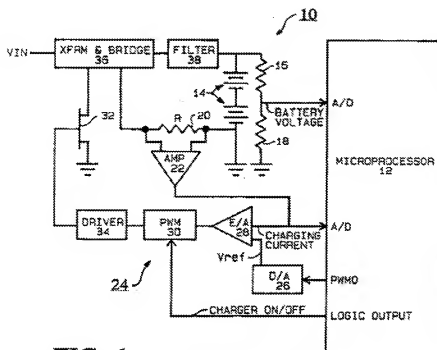 10
VIN
XFRM & BRIDGE
36
FILTER
38
15
14
A/D
BATTERY
VOLTAGE
32
R
20
18
AMP
22
MICROPROCESSOR
12
DRIVER
34
PWM
30
E/A
28
CHARGING
CURRENT
A/D
Vref
24
D/A
26
PWMO
CHARGER ON/OFF
LOGIC OUTPUT